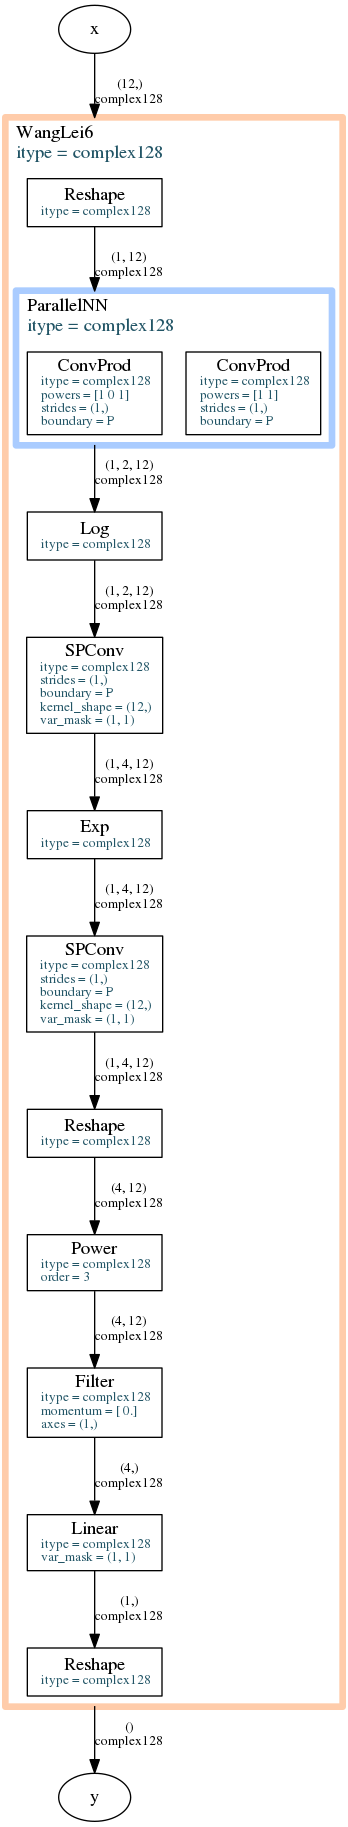 x
(12,)
complex128
WangLei6
itype = complex128
Reshape
itype = complex128
(1, 12)
complex128
ParallelNN
itype = complex128
ConvProd
itype = complex128
powers = [1 0 1]
strides = (1,)
boundary = P
ConvProd
itype = complex128
powers = [1 1]
strides = (1,)
boundary = P
(1, 2, 12)
complex128
Log
itype = complex128
(1, 2, 12)
complex128
SPConv
itype = complex128
strides = (1,)
boundary = P
kernel_shape = (12,)
var_mask = (1, 1)
(1, 4, 12)
complex128
Exp
itype = complex128
(1, 4, 12)
complex128
SPConv
itype = complex128
strides = (1,)
boundary = P
kernel_shape = (12,)
var_mask = (1, 1)
(1, 4, 12)
complex128
Reshape
itype = complex128
(4, 12)
complex128
Power
itype = complex128
order = 3
(4, 12)
complex128
Filter
itype = complex128
momentum = [ 0.]
axes = (1,)
(4,)
complex128
Linear
itype = complex128
var_mask = (1, 1)
(1,)
complex128
Reshape
itype = complex128
()
complex128
y